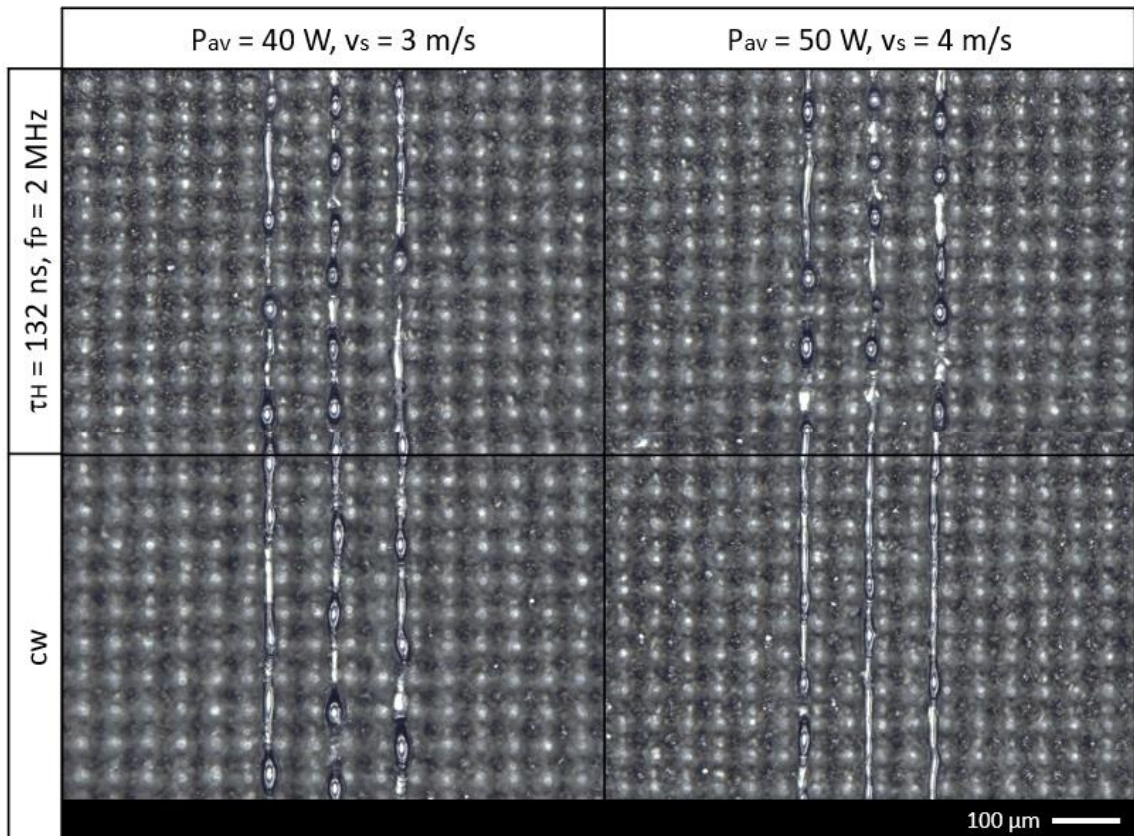 Pav = 40 W, vs = 3 m/s
Pav = 50 W, vs = 4 m/s
τH = 132 ns, fP = 2 MHz
cw
100 µm